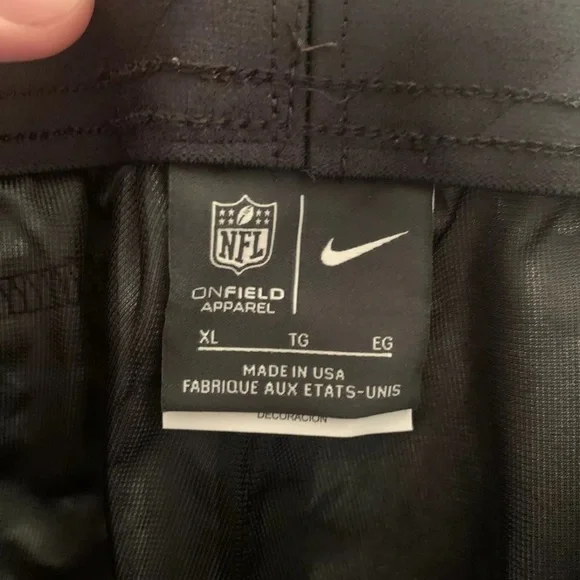 NFL
ONFIELD
APPAREL
XL TG EG
MADE IN USA
FABRIQUE AUX ETATS-UNIS
DECORACION